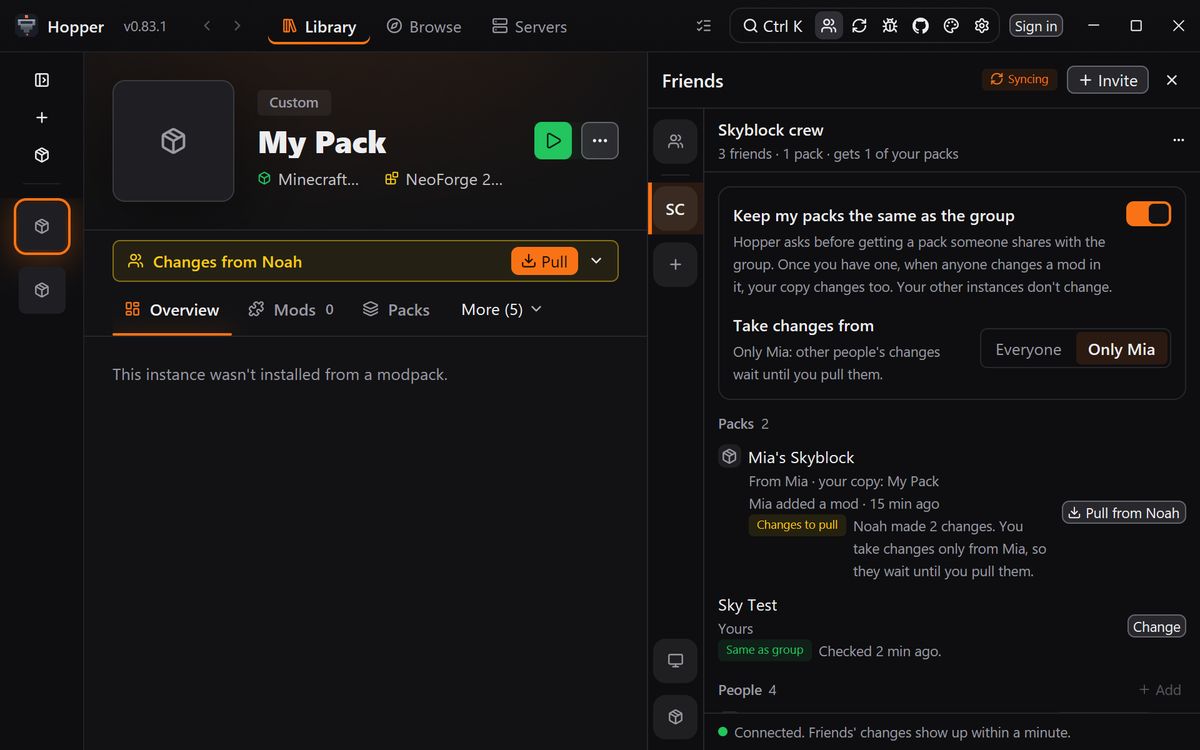 Hopper v0.83.1 Library Browse Servers Ctrl K Sign in
Custom
My Pack
Minecraft... NeoForge 2...
Changes from Noah Pull
Overview Mods 0 Packs More (5)
This instance wasn't installed from a modpack.
Friends Syncing + Invite
SC
Skyblock crew
3 friends · 1 pack · gets 1 of your packs
Keep my packs the same as the group
Hopper asks before getting a pack someone shares with the
group. Once you have one, when anyone changes a mod in
it, your copy changes too. Your other instances don't change.
Take changes from
Only Mia: other people's changes
wait until you pull them.
Everyone Only Mia
Packs 2
Mia's Skyblock
From Mia · your copy: My Pack
Mia added a mod · 15 min ago
Changes to pull Noah made 2 changes. You
take changes only from Mia, so
they wait until you pull them.
Pull from Noah
Sky Test
Yours
Same as group Checked 2 min ago.
Change
People 4 + Add
Connected. Friends' changes show up within a minute.